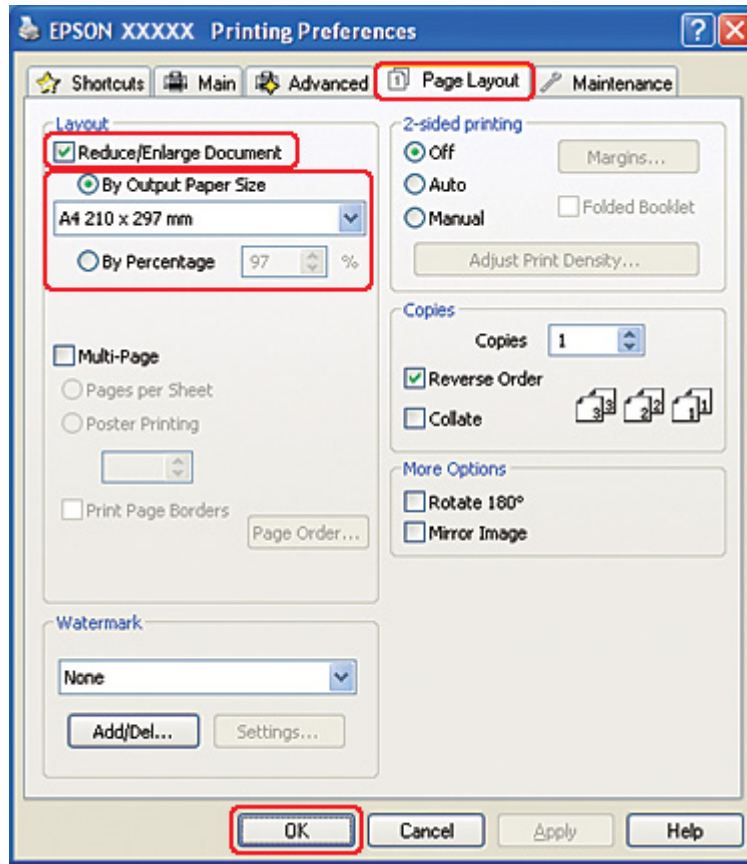 EPSON XXXXX Printing Preferences
Shortcuts Main Advanced 1 Page Layout Maintenance
Layout
Reduce/Enlarge Document
By Output Paper Size
A4 210 x 297 mm
By Percentage 97 %
Multi-Page
Pages per Sheet
Poster Printing
Print Page Borders
Page Order...
Watermark
None
Add/Del... Settings...
2-sided printing
Off Margins...
Auto
Manual Folded Booklet
Adjust Print Density...
Copies
Copies 1
Reverse Order
Collate 3 3 2 2 1 1
More Options
Rotate 180°
Mirror Image
OK Cancel Apply Help